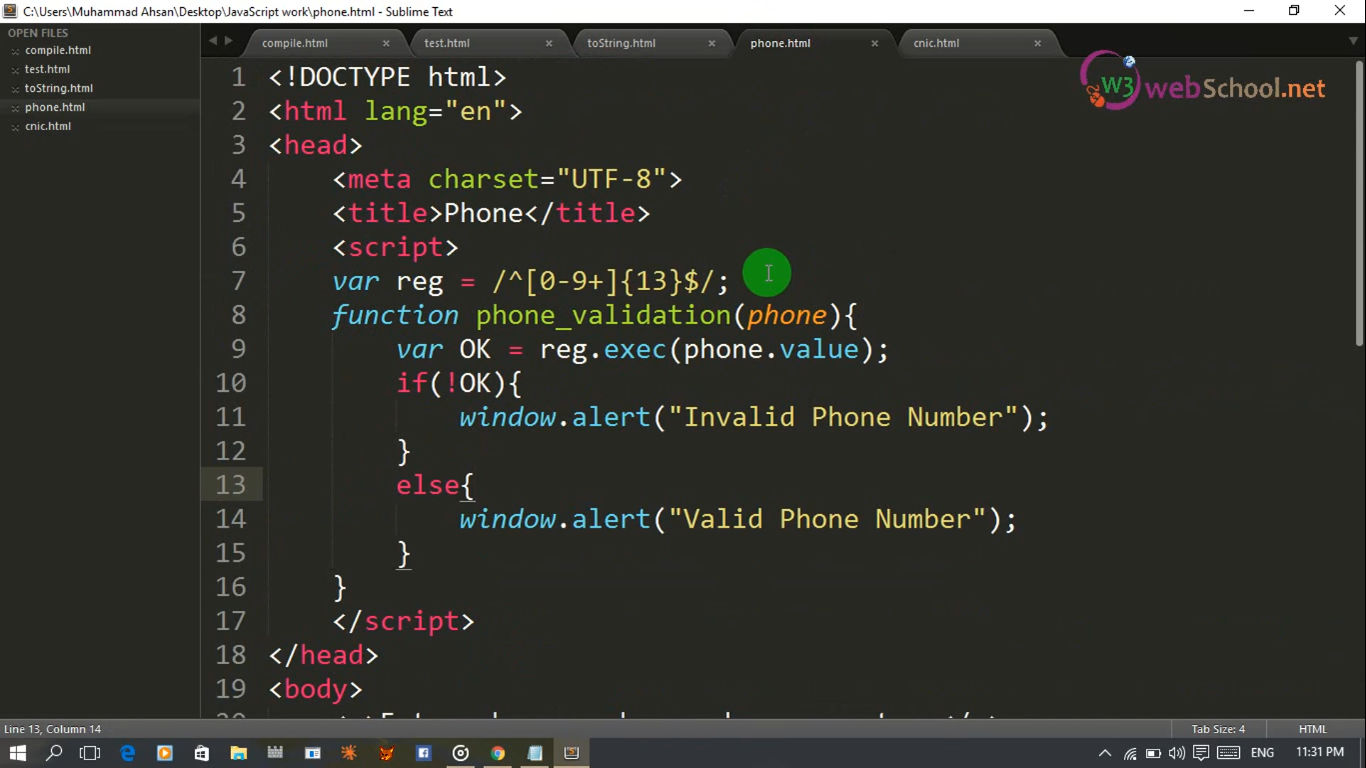 C:\Users\Muhammad Ahsan\Desktop\JavaScript work\phone.html - Sublime Text
OPEN FILES
compile.html
test.html
toString.html
phone.html
cnic.html
compile.html test.html toString.html phone.html cnic.html
W3 webSchool.net
1 <!DOCTYPE html>
2 <html lang="en">
3 <head>
4 <meta charset="UTF-8">
5 <title>Phone</title>
6 <script>
7 var reg = /^[0-9+]{13}$/;
8 function phone_validation(phone){
9 var OK = reg.exec(phone.value);
10 if(!OK){
11 window.alert("Invalid Phone Number");
12 }
13 else{
14 window.alert("Valid Phone Number");
15 }
16 }
17 </script>
18 </head>
19 <body>
Line 13, Column 14
Tab Size: 4
HTML
ENG
11:31 PM